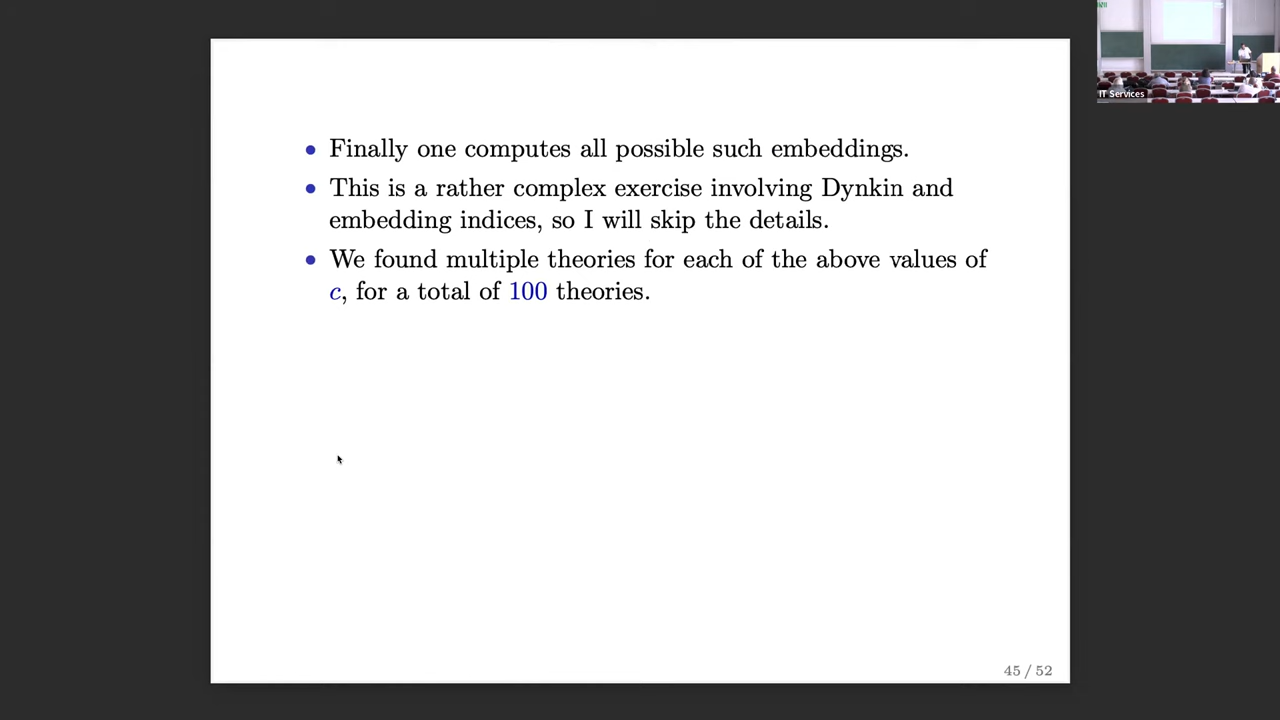 IT Services
• Finally one computes all possible such embeddings.
• This is a rather complex exercise involving Dynkin and
embedding indices, so I will skip the details.
• We found multiple theories for each of the above values of
c, for a total of 100 theories.
45 / 52